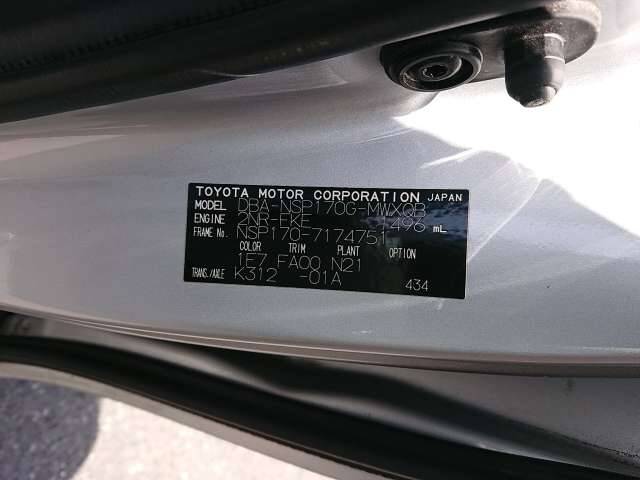 TOYOTA MOTOR CORPORATION JAPAN
MODEL DBA-NSP170G-MWXQB
ENGINE 2NR-FKE 1496 mL
FRAME No. NSP170-7174751
COLOR TRIM PLANT OPTION
1E7 FA00 N21
TRANS./AXLE K312 -01A
434